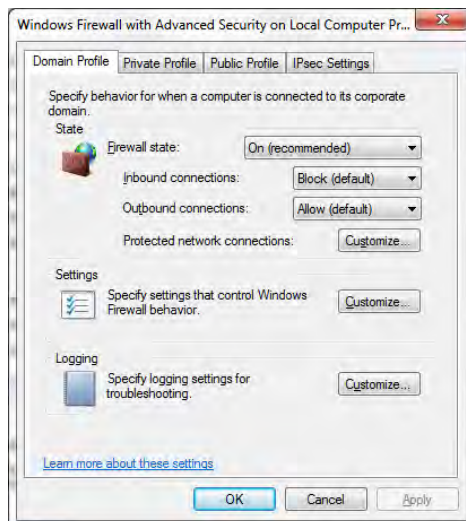 Windows Firewall with Advanced Security on Local Computer Pr...
Domain Profile Private Profile Public Profile IPsec Settings
Specify behavior for when a computer is connected to its corporate
domain.
State
Firewall state: On (recommended)
Inbound connections: Block (default)
Outbound connections: Allow (default)
Protected network connections: Customize...
Settings
Specify settings that control Windows
Firewall behavior.
Customize...
Logging
Specify logging settings for
troubleshooting.
Customize...
Learn more about these settings
OK Cancel Apply